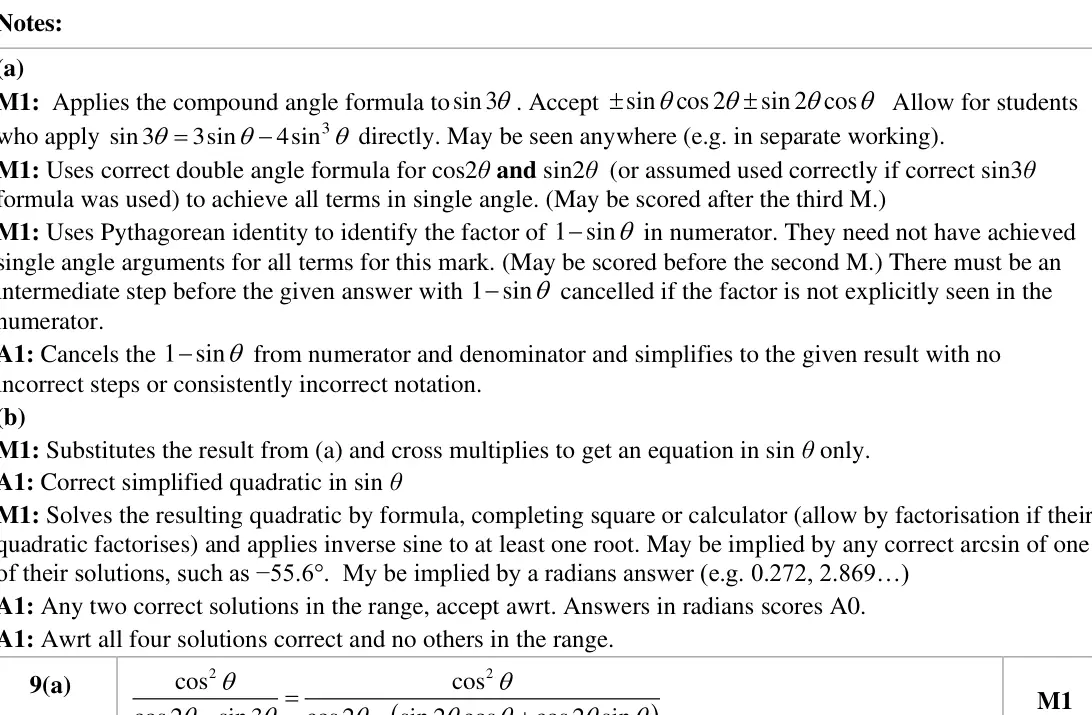 Notes:
(a)
M1: Applies the compound angle formula to sin 3θ . Accept ±sin θ cos 2θ ± sin 2θ cos θ Allow for students
who apply sin 3θ = 3sin θ − 4sin³ θ directly. May be seen anywhere (e.g. in separate working).
M1: Uses correct double angle formula for cos2θ and sin2θ (or assumed used correctly if correct sin3θ
formula was used) to achieve all terms in single angle. (May be scored after the third M.)
M1: Uses Pythagorean identity to identify the factor of 1−sin θ in numerator. They need not have achieved
single angle arguments for all terms for this mark. (May be scored before the second M.) There must be an
intermediate step before the given answer with 1−sin θ cancelled if the factor is not explicitly seen in the
numerator.
A1: Cancels the 1−sin θ from numerator and denominator and simplifies to the given result with no
incorrect steps or consistently incorrect notation.
(b)
M1: Substitutes the result from (a) and cross multiplies to get an equation in sin θ only.
A1: Correct simplified quadratic in sin θ
M1: Solves the resulting quadratic by formula, completing square or calculator (allow by factorisation if their
quadratic factorises) and applies inverse sine to at least one root. May be implied by any correct arcsin of one
of their solutions, such as −55.6°. My be implied by a radians answer (e.g. 0.272, 2.869…)
A1: Any two correct solutions in the range, accept awrt. Answers in radians scores A0.
A1: Awrt all four solutions correct and no others in the range.
9(a)
cos² θ = cos² θ
M1